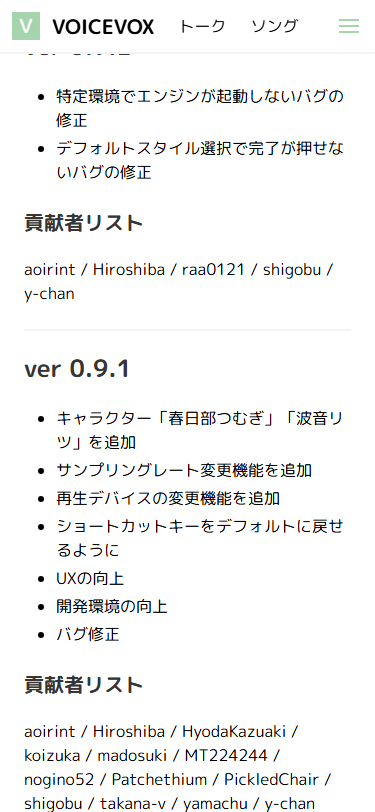 V VOICEVOX トーク ソング
特定環境でエンジンが起動しないバグの
修正
デフォルトスタイル選択で完了が押せな
いバグの修正
貢献者リスト
aoirint / Hiroshiba / raa0121 / shigobu /
y-chan
ver 0.9.1
キャラクター「春日部つむぎ」「波音リ
ツ」を追加
サンプリングレート変更機能を追加
再生デバイスの変更機能を追加
ショートカットキーをデフォルトに戻せ
るように
UXの向上
開発環境の向上
バグ修正
貢献者リスト
aoirint / Hiroshiba / HyodaKazuaki /
koizuka / madosuki / MT224244 /
nogino52 / Patchethium / PickledChair /
shigobu / takana-v / yamachu / y-chan